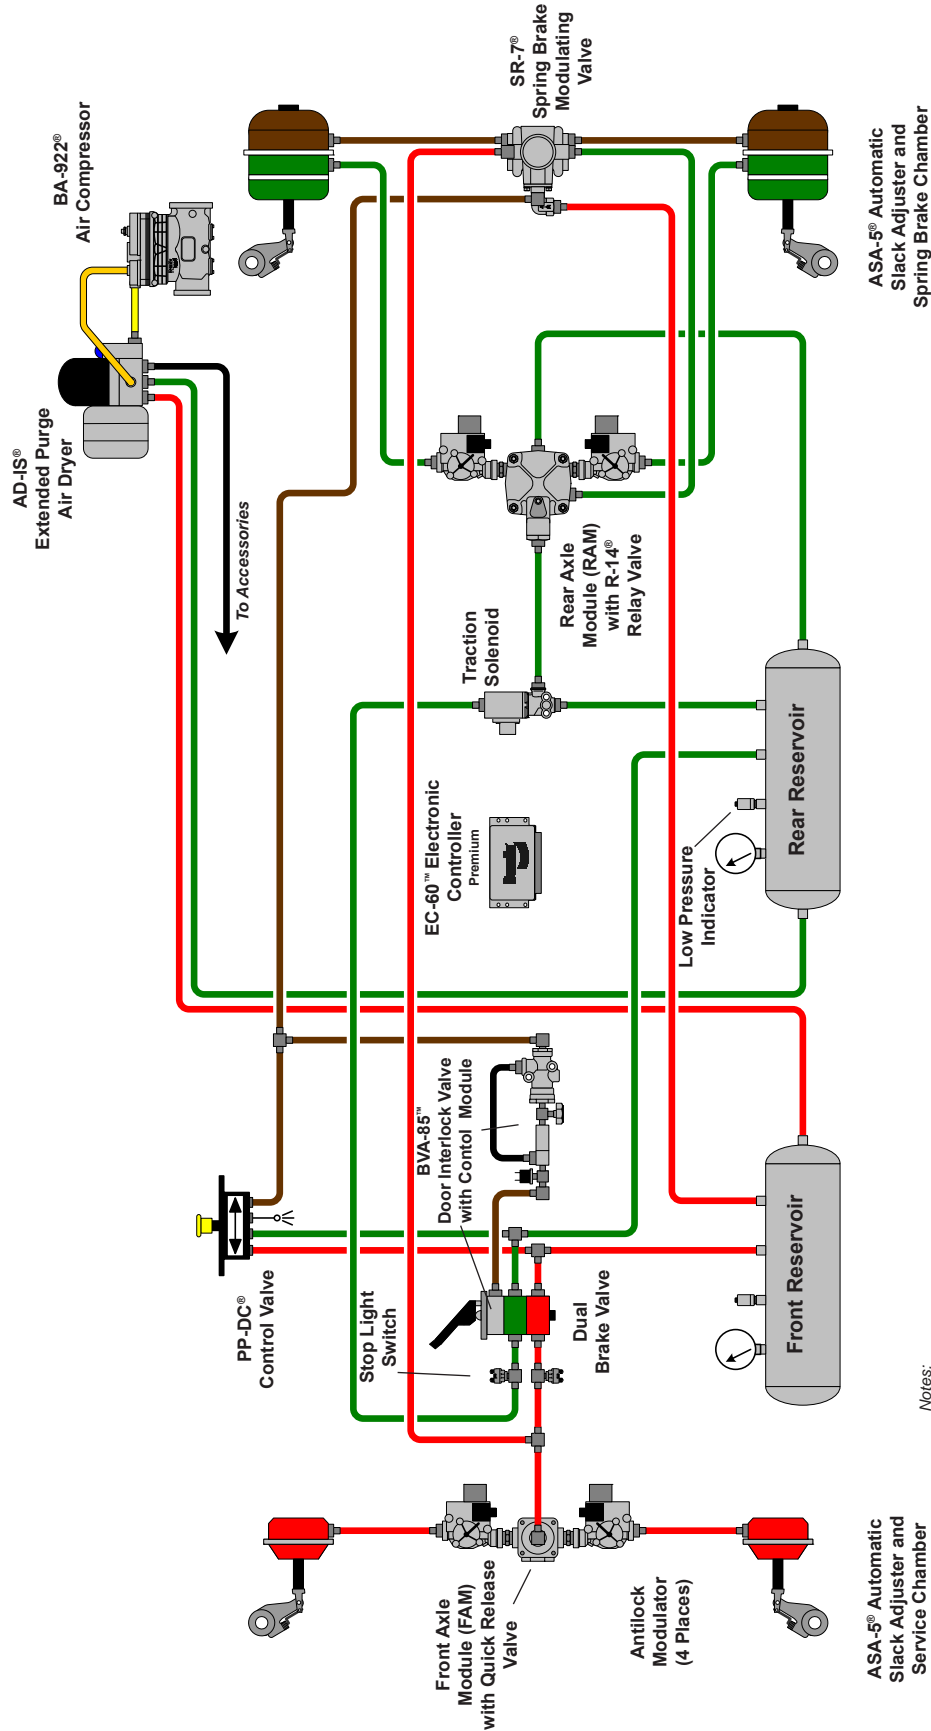 AD-IS®
Extended Purge
Air Dryer
BA-922®
Air Compressor
To Accessories
SR-7®
Spring Brake
Modulating
Valve
PP-DC®
Control Valve
Stop Light
Switch
BVA-85™
Door Interlock Valve
with Contol Module
EC-60™ Electronic
Controller
Premium
Traction
Solenoid
Rear Axle
Module (RAM)
with R-14®
Relay Valve
Front Axle
Module (FAM)
with Quick Release
Valve
Antilock
Modulator
(4 Places)
Dual
Brake Valve
Low Pressure
Indicator
Front Reservoir
Rear Reservoir
ASA-5® Automatic
Slack Adjuster and
Service Chamber
ASA-5® Automatic
Slack Adjuster and
Spring Brake Chamber
Notes: